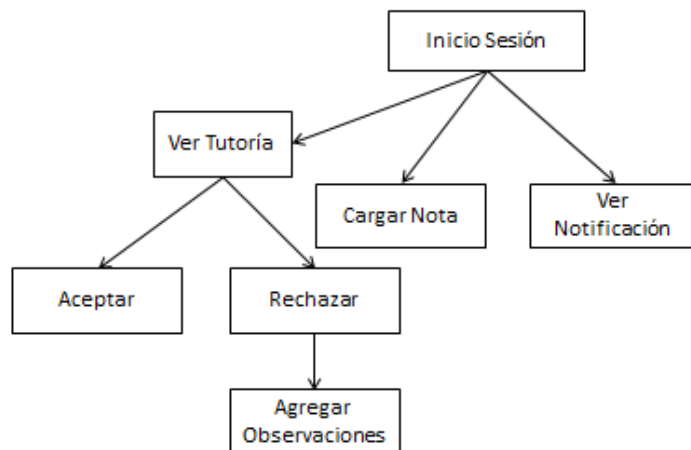 Inicio Sesión
Ver Tutoría
Cargar Nota
Ver
Notificación
Aceptar
Rechazar
Agregar
Observaciones